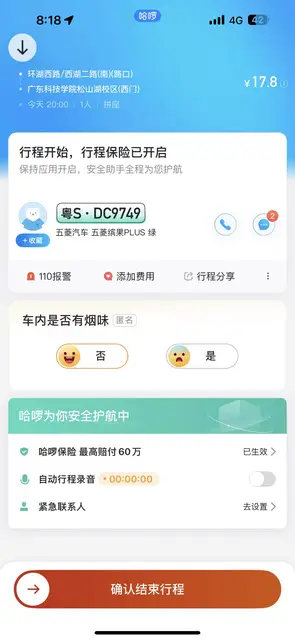 8:18
哈啰
4G
环湖西路/西湖二路(南)(路口)
¥17.8
广东科技学院松山湖校区(西门)
今天 20:00 | 1人 | 拼座
行程开始，行程保险已开启
保持应用开启，安全助手全程为您护航
粤S·DC9749
五菱汽车 五菱缤果PLUS 绿
+收藏
2
110报警
添加费用
行程分享
车内是否有烟味 匿名
否
是
哈啰为你安全护航中
哈啰保险 最高赔付60万 已生效
自动行程录音 00:00:00
紧急联系人 去设置
确认结束行程